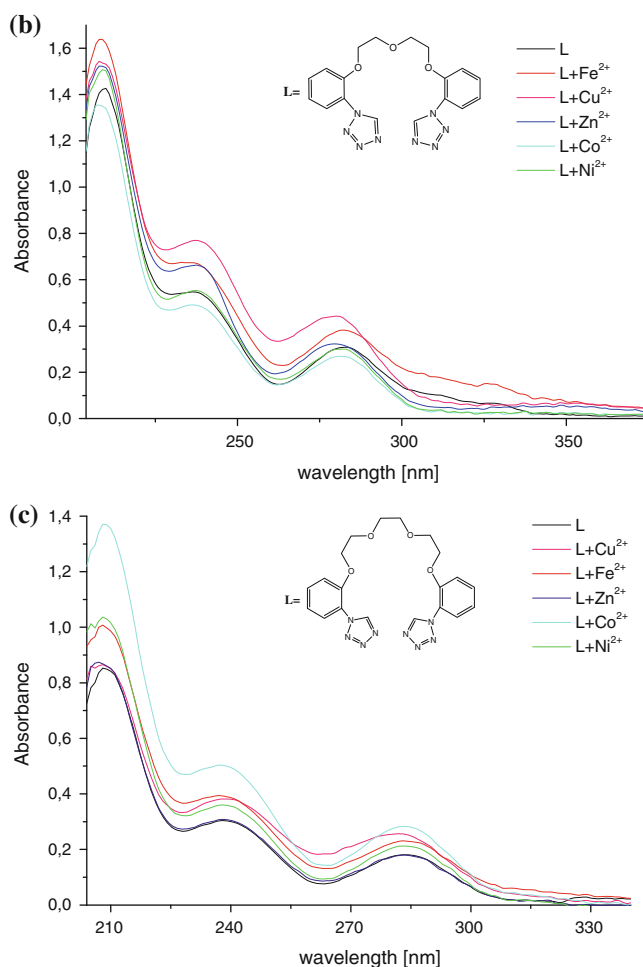 (b)
1,6
1,4
1,2
1,0
0,8
0,6
0,4
0,2
0,0
Absorbance
250
300
350
wavelength [nm]
L=
O
O
O
N
N
N
N
N
N
N
N
L
L+Fe2+
L+Cu2+
L+Zn2+
L+Co2+
L+Ni2+
(c)
1,4
1,2
1,0
0,8
0,6
0,4
0,2
0,0
Absorbance
210
240
270
300
330
wavelength [nm]
L=
O
O
O
O
N
N
N
N
N
N
N
N
L
L+Cu2+
L+Fe2+
L+Zn2+
L+Co2+
L+Ni2+